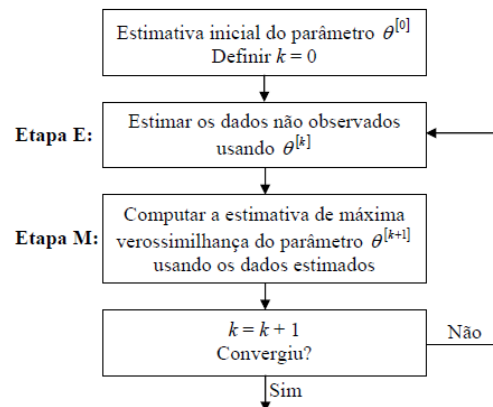 Estimativa inicial do parâmetro θ^[0]
Definir k = 0
Etapa E:
Estimar os dados não observados
usando θ^[k]
Etapa M:
Computar a estimativa de máxima
verossimilhança do parâmetro θ^[k+1]
usando os dados estimados
k = k + 1
Convergiu?
Não
Sim